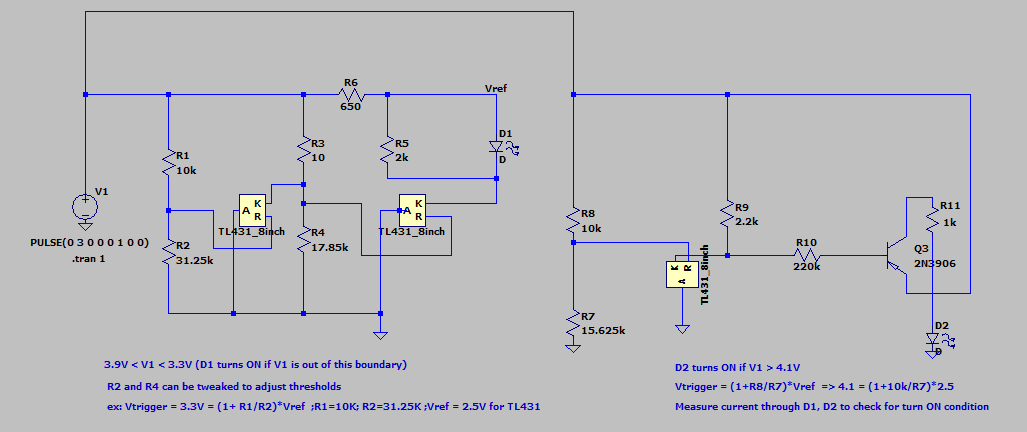 R6
650
Vref
R1
10k
R3
10
R5
2k
D1
D
V1
K
A
R
TL431_8inch
K
A
R
TL431_8inch
PULSE(0 3 0 0 0 1 0 0)
.tran 1
R2
31.25k
R4
17.85k
R8
10k
R9
2.2k
R11
1k
R10
220k
Q3
2N3906
K
R
A
TL431_8inch
R7
15.625k
D2
D
3.9V < V1 < 3.3V (D1 turns ON if V1 is out of this boundary)
R2 and R4 can be tweaked to adjust thresholds
ex: Vtrigger = 3.3V = (1+ R1/R2)*Vref ;R1=10K; R2=31.25K ;Vref = 2.5V for TL431
D2 turns ON if V1 > 4.1V
Vtrigger = (1+R8/R7)*Vref => 4.1 = (1+10k/R7)*2.5
Measure current through D1, D2 to check for turn ON condition